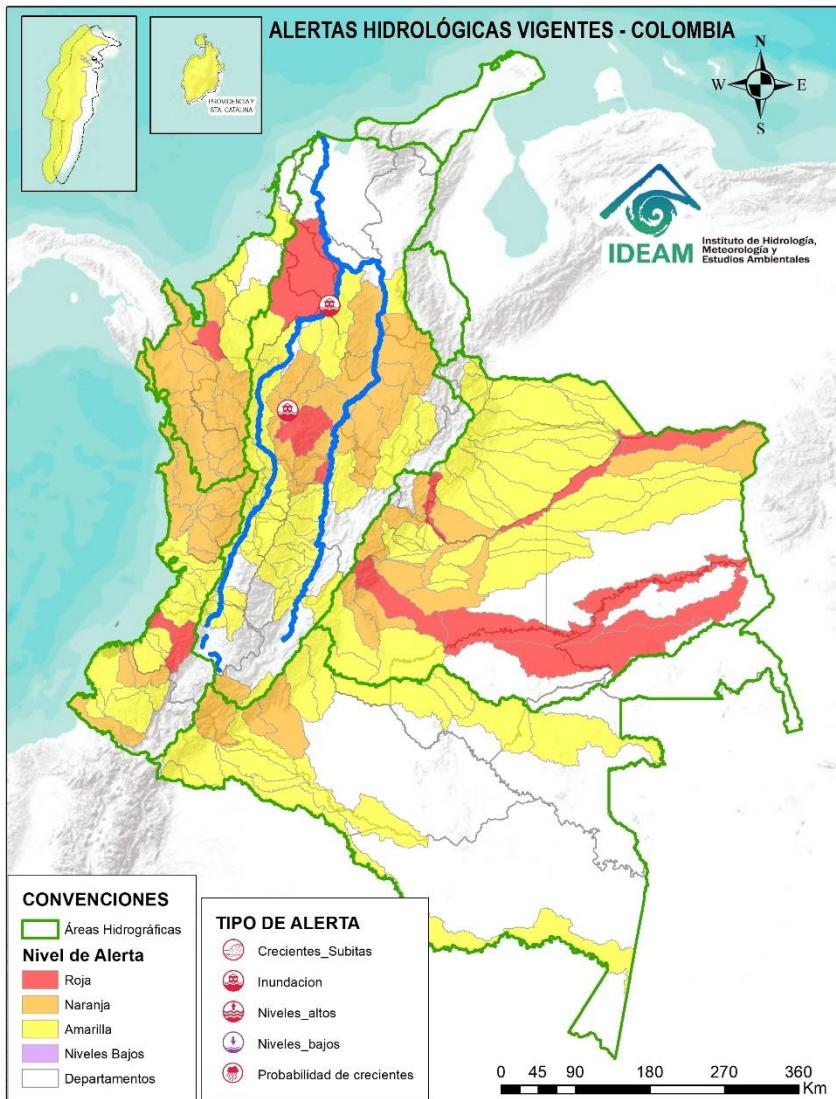 ALERTAS HIDROLÓGICAS VIGENTES - COLOMBIA
PROVIDENCIA Y
STA. CATALINA
N
W
E
S
IDEAM
Instituto de Hidrología,
Meteorología y
Estudios Ambientales
CONVENCIONES
Áreas Hidrográficas
Nivel de Alerta
Roja
Naranja
Amarilla
Niveles Bajos
Departamentos
TIPO DE ALERTA
Crecientes_Subitas
Inundacion
Niveles_altos
Niveles_bajos
Probabilidad de crecientes
0 45 90 180 270 360
Km